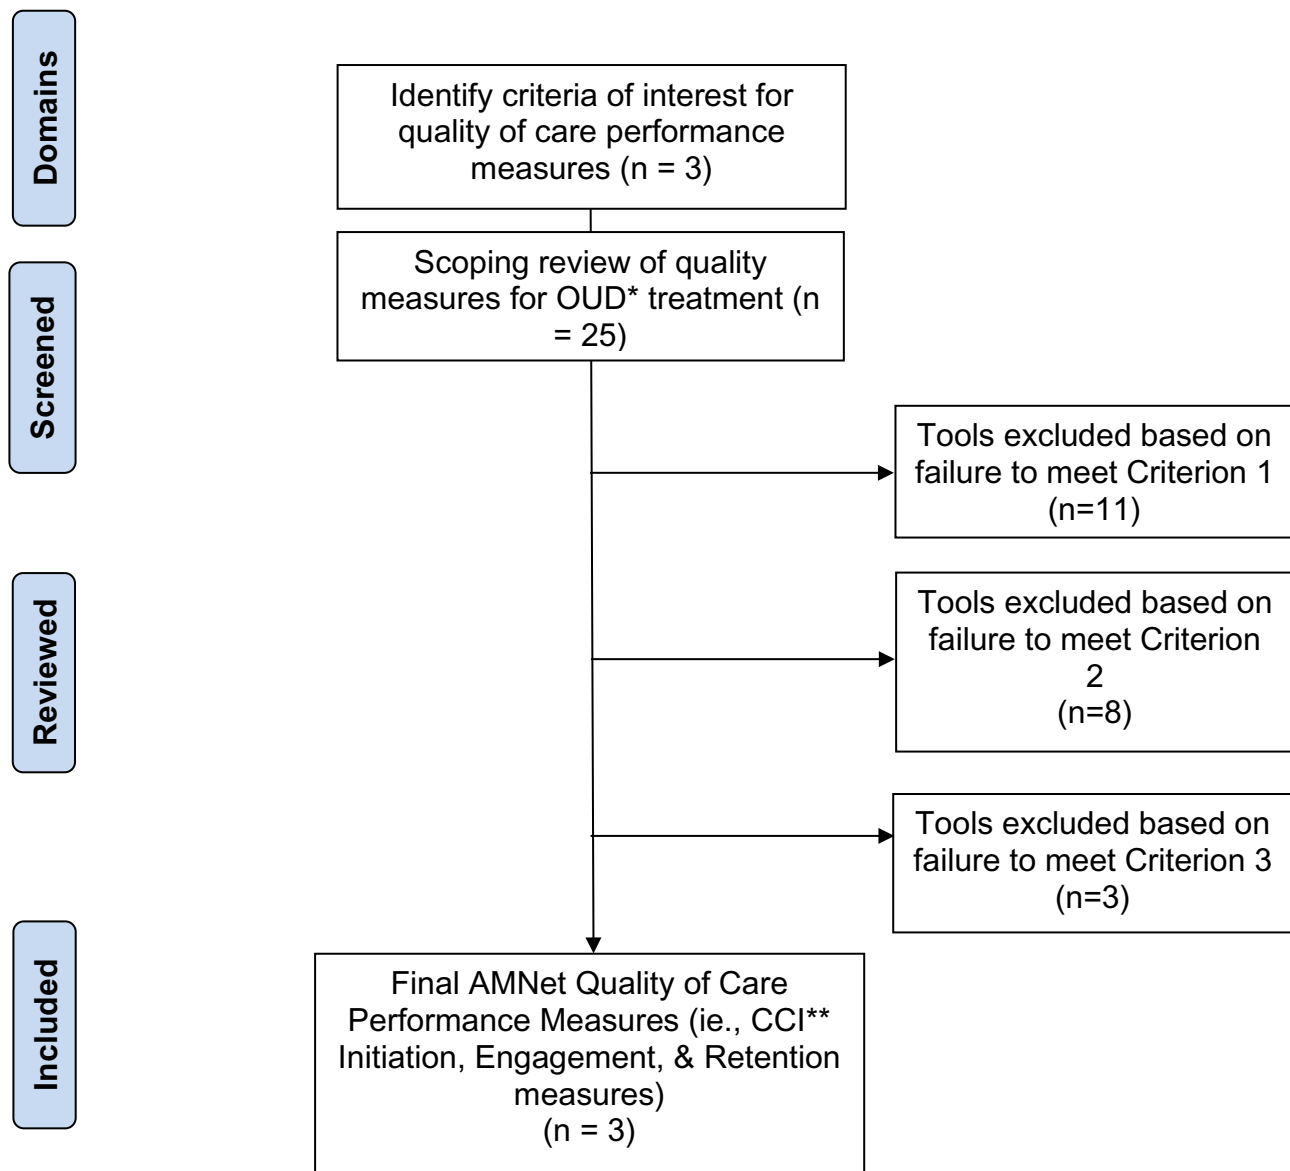 Domains
Identify criteria of interest for
quality of care performance
measures (n = 3)
Screened
Scoping review of quality
measures for OUD* treatment (n
= 25)
Tools excluded based on
failure to meet Criterion 1
(n=11)
Reviewed
Tools excluded based on
failure to meet Criterion
2
(n=8)
Tools excluded based on
failure to meet Criterion 3
(n=3)
Included
Final AMNet Quality of Care
Performance Measures (ie., CCI**
Initiation, Engagement, & Retention
measures)
(n = 3)